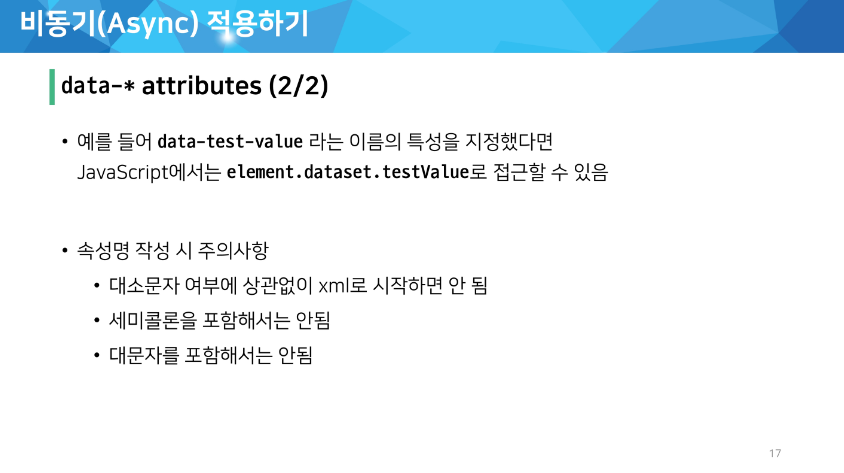 비동기(Async) 적용하기
data-* attributes (2/2)
• 예를 들어 data-test-value 라는 이름의 특성을 지정했다면
JavaScript에서는 element.dataset.testValue로 접근할 수 있음
• 속성명 작성 시 주의사항
• 대소문자 여부에 상관없이 xml로 시작하면 안 됨
• 세미콜론을 포함해서는 안됨
• 대문자를 포함해서는 안됨
17